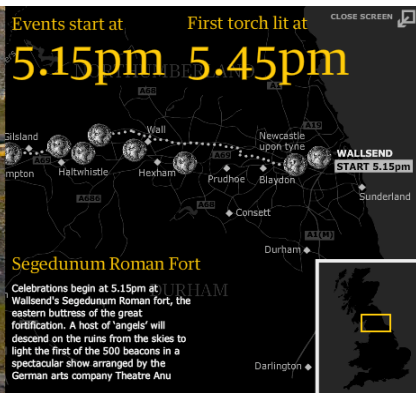 Events start at
5.15pm
First torch lit at
5.45pm
CLOSE SCREEN
NORTHUMBERLAND
A68
A1
A19
Gilsland
Wall
Newcastle
upon tyne
WALLSEND
START 5.15pm
A69
A69
mpton
Haltwhistle
Hexham
Prudhoe
Blaydon
Sunderland
A686
A68
Consett
A1(M)
Durham
Segedunum Roman Fort
DURHAM
Celebrations begin at 5.15pm at
Wallsend's Segedunum Roman fort, the
eastern buttress of the great
fortification. A host of 'angels' will
descend on the ruins from the skies to
light the first of the 500 beacons in a
spectacular show arranged by the
German arts company Theatre Anu
Darlington